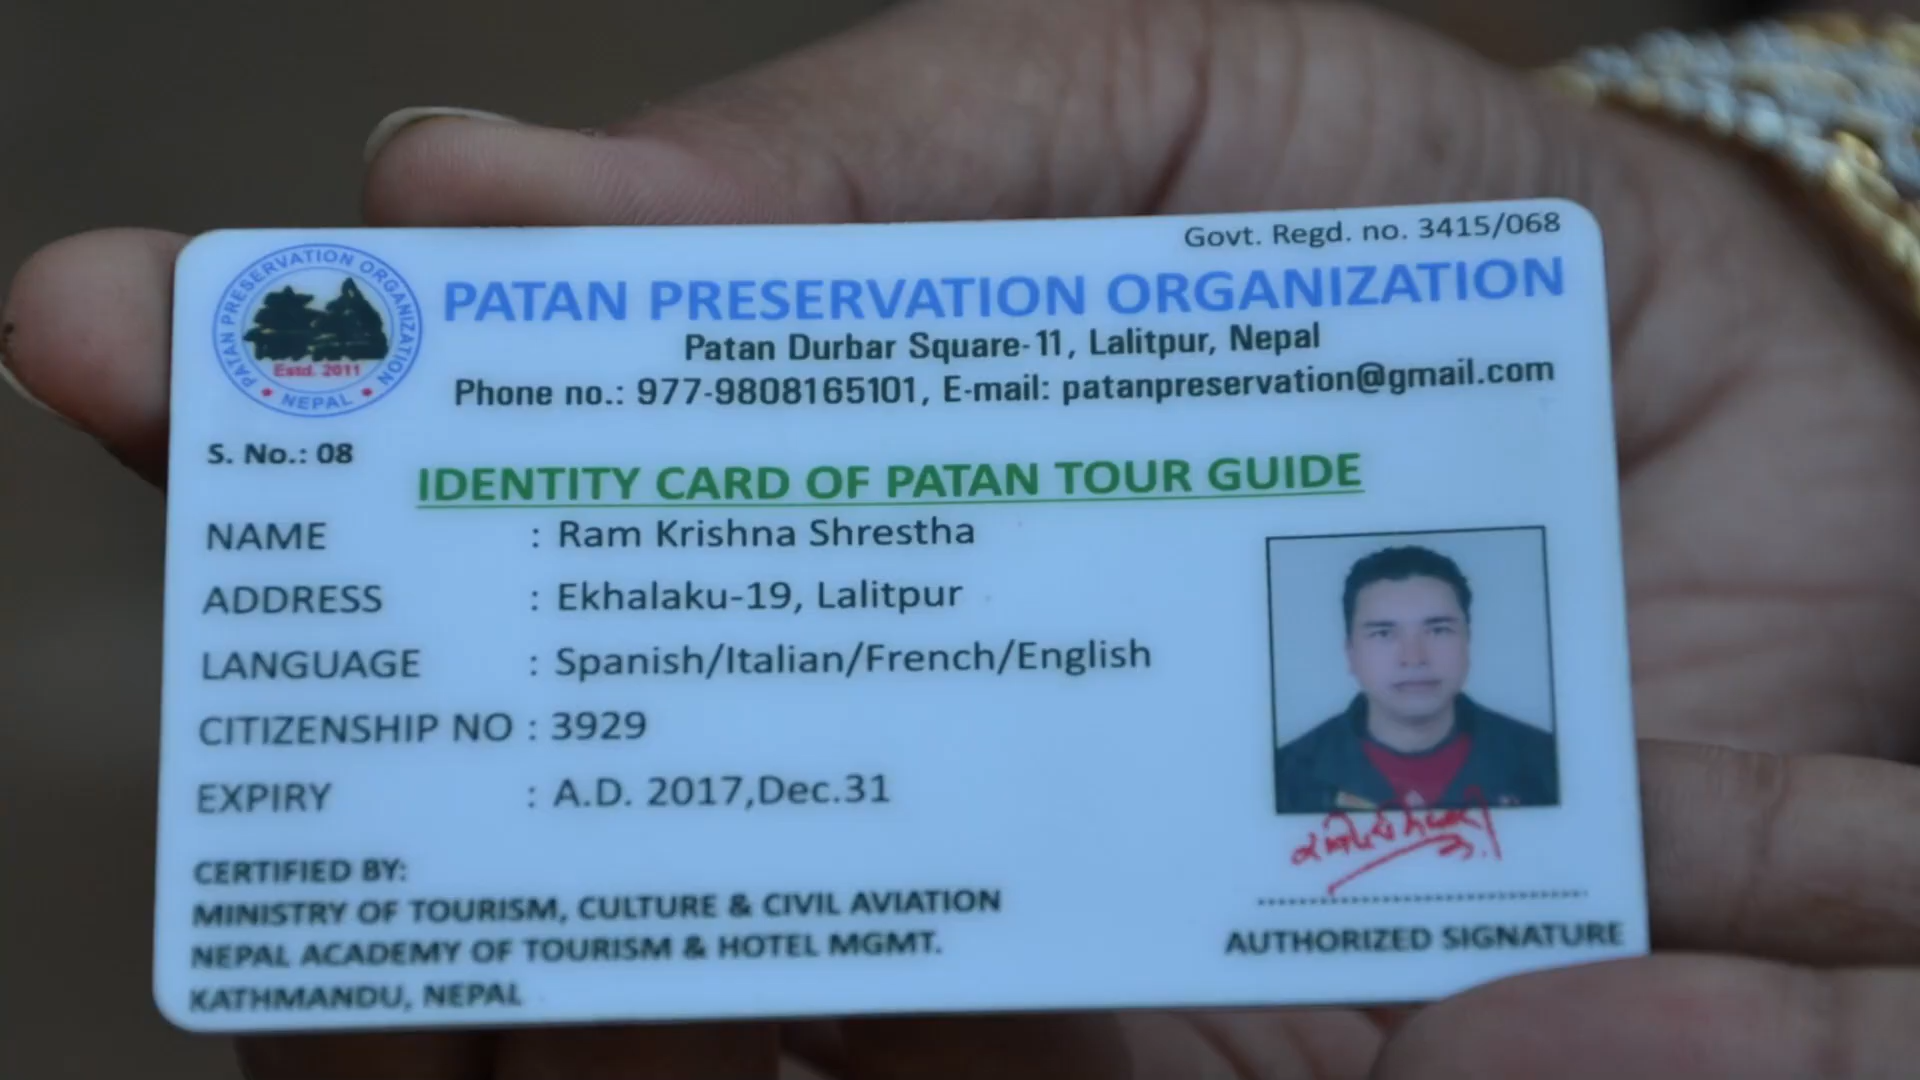 Govt. Regd. no. 3415/068
PATAN PRESERVATION ORGANIZATION
PATAN PRESERVATION ORGANIZATION
Estd. 2011
NEPAL
Patan Durbar Square-11, Lalitpur, Nepal
Phone no.: 977-9808165101, E-mail: patanpreservation@gmail.com
S. No.: 08
IDENTITY CARD OF PATAN TOUR GUIDE
NAME : Ram Krishna Shrestha
ADDRESS : Ekhalaku-19, Lalitpur
LANGUAGE : Spanish/Italian/French/English
CITIZENSHIP NO : 3929
EXPIRY : A.D. 2017,Dec.31
CERTIFIED BY:
MINISTRY OF TOURISM, CULTURE & CIVIL AVIATION
NEPAL ACADEMY OF TOURISM & HOTEL MGMT.
KATHMANDU, NEPAL
AUTHORIZED SIGNATURE